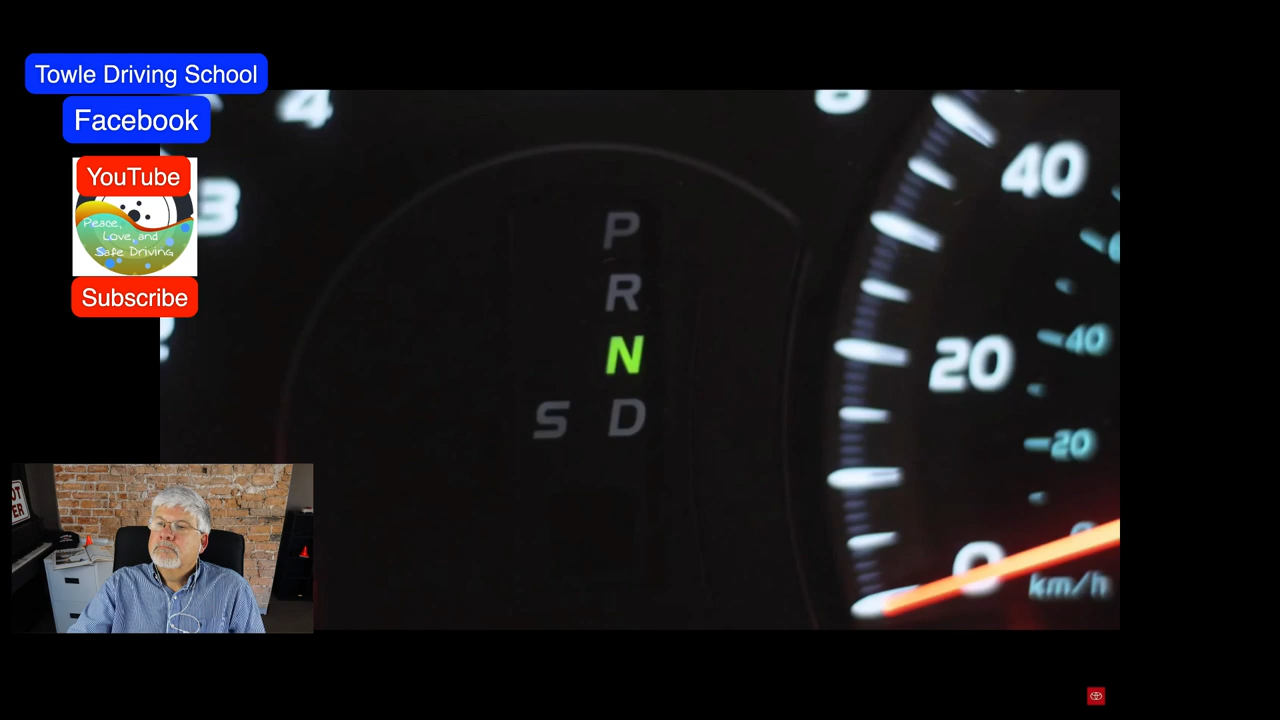 Towle Driving School
Facebook
YouTube
Peace,
Love, and
Safe Driving
Subscribe
4
3
P
R
N
S D
40
20
0
40
20
km/h